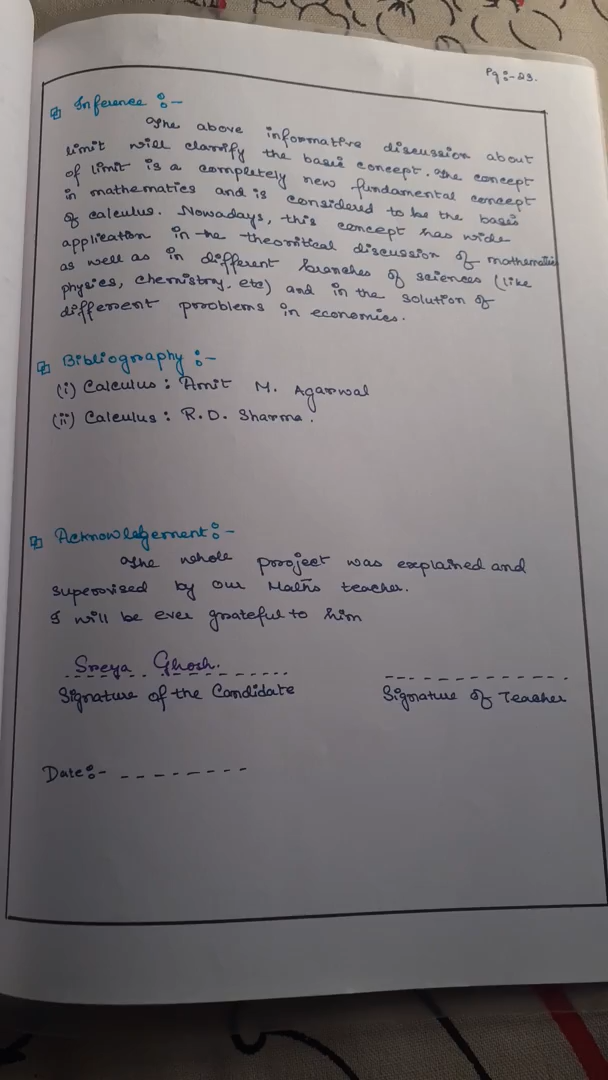 Pg:-23.
Inference :-
The above informative discussion about
limit will clarify the basic concept. The concept
of limit is a completely new fundamental concept
in mathematics and is considered to be the basis
of calculus. Nowadays, this concept has wide
application in the theoritical discussion of mathematics
as well as in different branches of sciences (like
physics, chemistry, etc) and in the solution of
different problems in economics.
Bibliography :-
(i) Calculus : Amit M. Agarwal
(ii) Calculus : R.D. Sharma.
Acknowledgement :-
The whole project was explained and
supervised by our Maths teacher.
I will be ever grateful to him
Sreya Ghosh.
Signature of the Candidate Signature of Teacher
Date:- --------